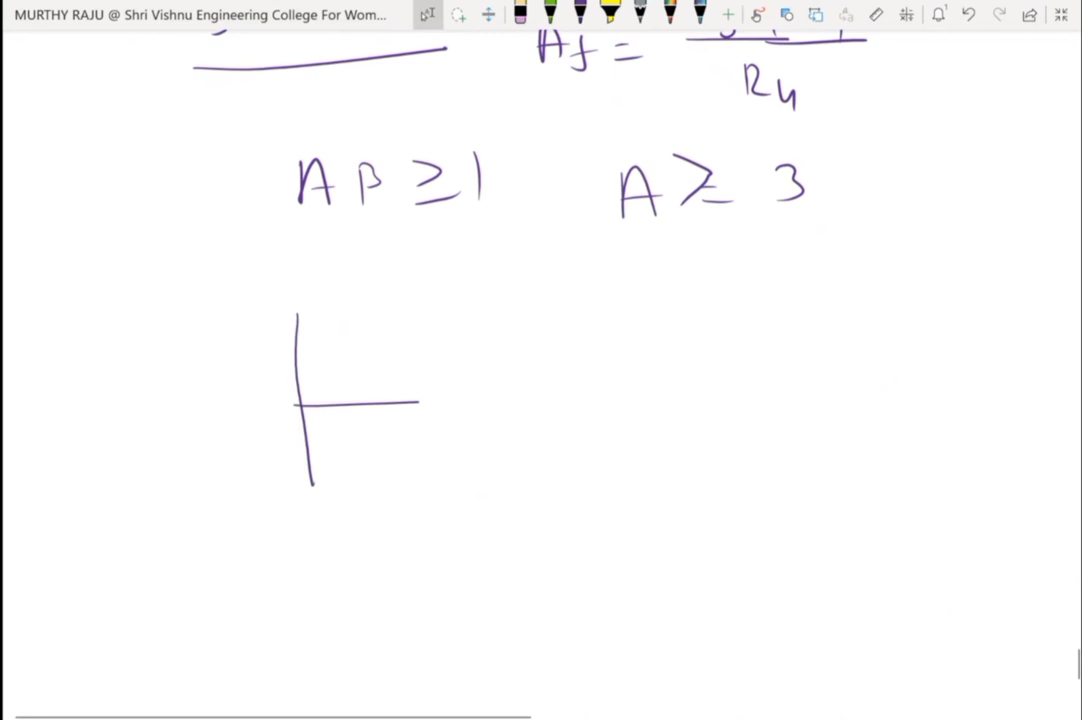 MURTHY RAJU @ Shri Vishnu Engineering College For Wom...
Af =
R4
Aβ ≥ 1 A ≥ 3